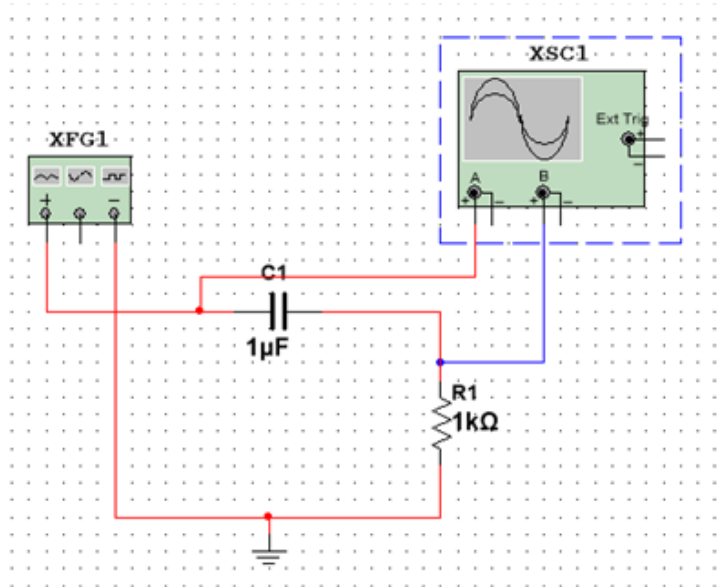 XSC1
Ext Trig
+
−
A
B
+
−
+
−
XFG1
+
−
C1
1µF
R1
1kΩ